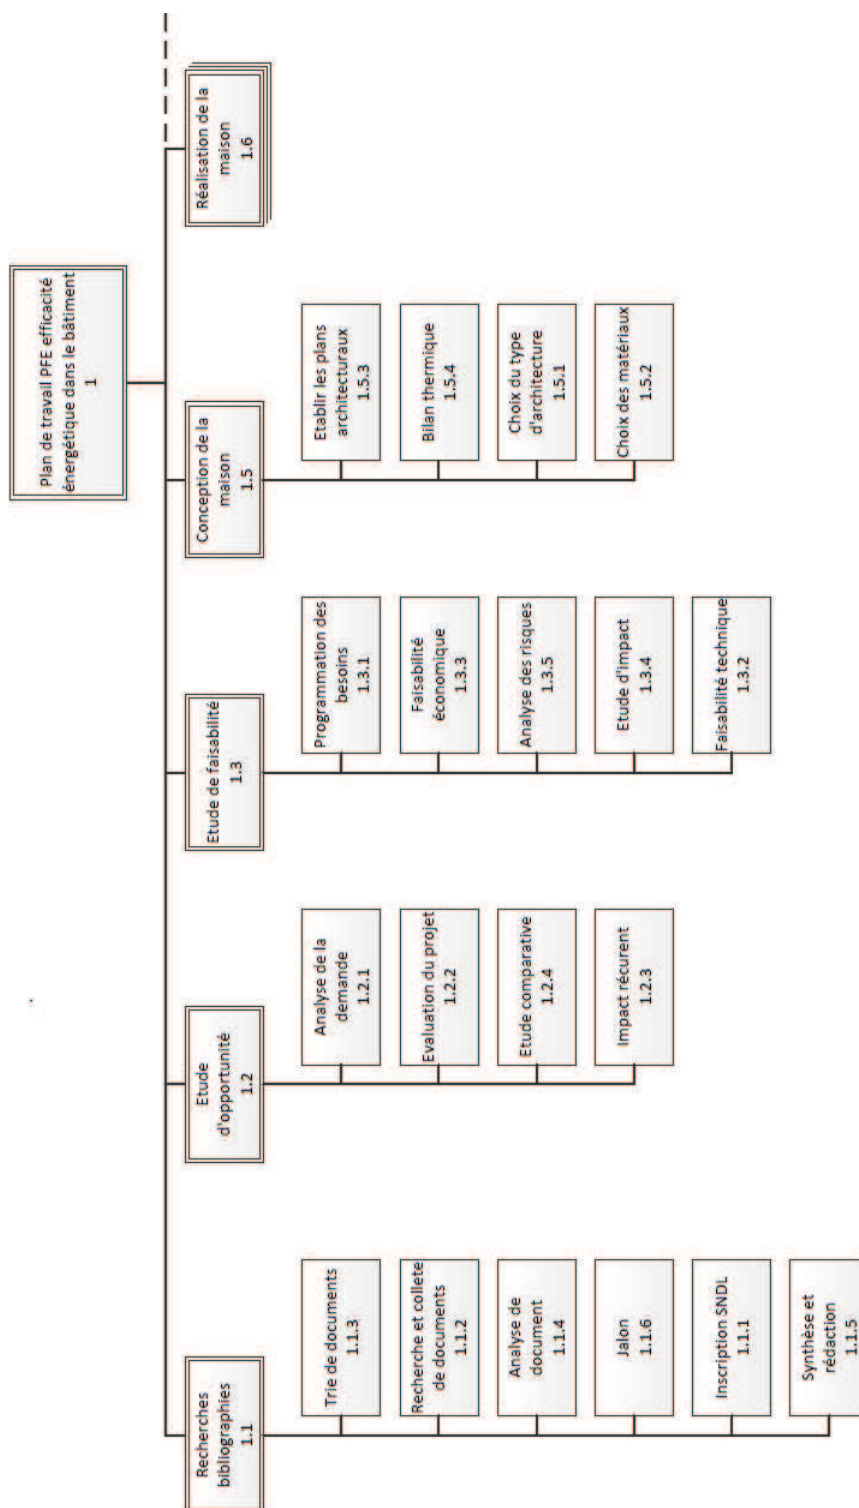 Plan de travail PFE efficacité
énergétique dans le bâtiment
1
Recherches
bibliographies
1.1
Trie de documents
1.1.3
Recherche et collete
de documents
1.1.2
Analyse de
document
1.1.4
Jalon
1.1.6
Inscription SNDL
1.1.1
Synthèse et
rédaction
1.1.5
Etude
d'opportunité
1.2
Analyse de la
demande
1.2.1
Evaluation du projet
1.2.2
Etude comparative
1.2.4
Impact récurent
1.2.3
Etude de faisabilité
1.3
Programmation des
besoins
1.3.1
Faisabilité
économique
1.3.3
Analyse des risques
1.3.5
Etude d'impact
1.3.4
Faisabilité technique
1.3.2
Conception de la
maison
1.5
Etablir les plans
architecturaux
1.5.3
Bilan thermique
1.5.4
Choix du type
d'architecture
1.5.1
Choix des matériaux
1.5.2
Réalisation de la
maison
1.6